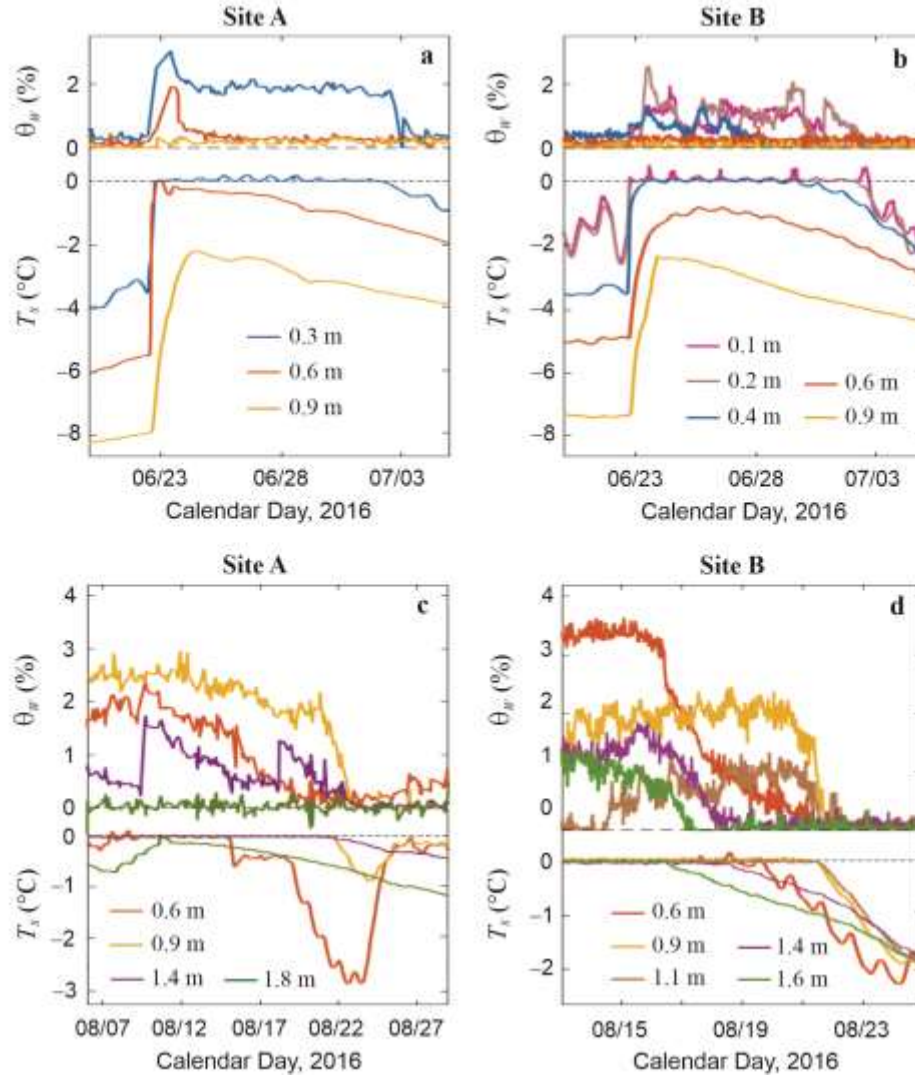 Site A
Site B
a
b
θw (%)
θw (%)
2
0
2
0
0
−2
−4
−6
−8
0
−2
−4
−6
−8
Ts (°C)
Ts (°C)
0.3 m
0.6 m
0.9 m
0.1 m
0.2 m 0.6 m
0.4 m 0.9 m
06/23 06/28 07/03
06/23 06/28 07/03
Calendar Day, 2016
Calendar Day, 2016
Site A
Site B
c
d
θw (%)
θw (%)
4
3
2
1
0
4
3
2
1
0
Ts (°C)
Ts (°C)
0
−1
−2
−3
0
−1
−2
0.6 m
0.9 m
1.4 m 1.8 m
0.6 m
0.9 m 1.4 m
1.1 m 1.6 m
08/07 08/12 08/17 08/22 08/27
08/15 08/19 08/23
Calendar Day, 2016
Calendar Day, 2016